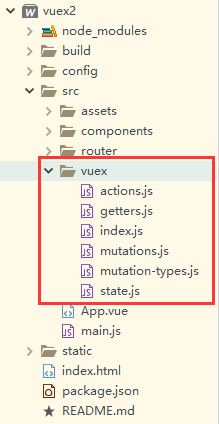 vuex2
node_modules
build
config
src
assets
components
router
vuex
actions.js
getters.js
index.js
mutations.js
mutation-types.js
state.js
App.vue
main.js
static
index.html
package.json
README.md